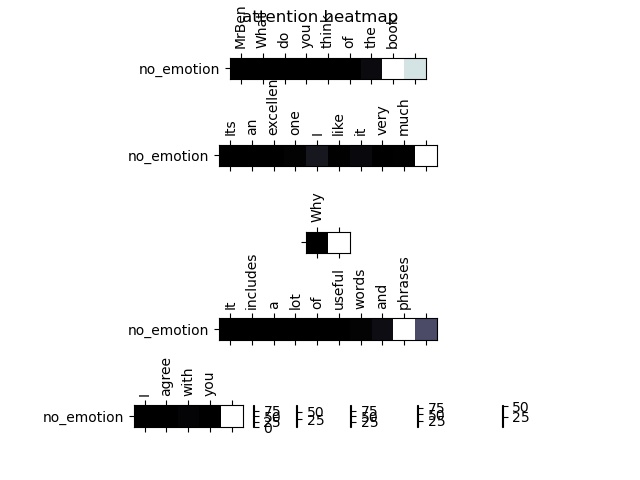 attention heatmap
MrBen What do you think of the book
no_emotion
Its an excellent one I like it very much
no_emotion
Why
It includes a lot of useful words and phrases
no_emotion
I agree with you
no_emotion
75 50 75 75 50
50 25 50 50 25
25 25 25
0